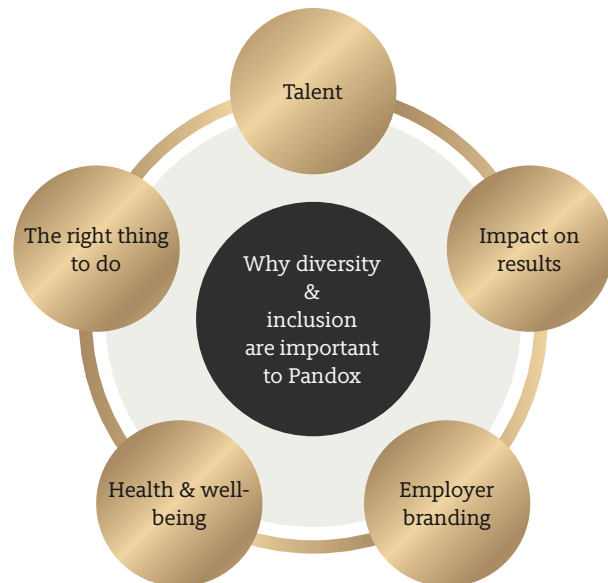 Talent
The right thing
to do
Impact on
results
Why diversity
&
inclusion
are important
to Pandox
Health & well-
being
Employer
branding